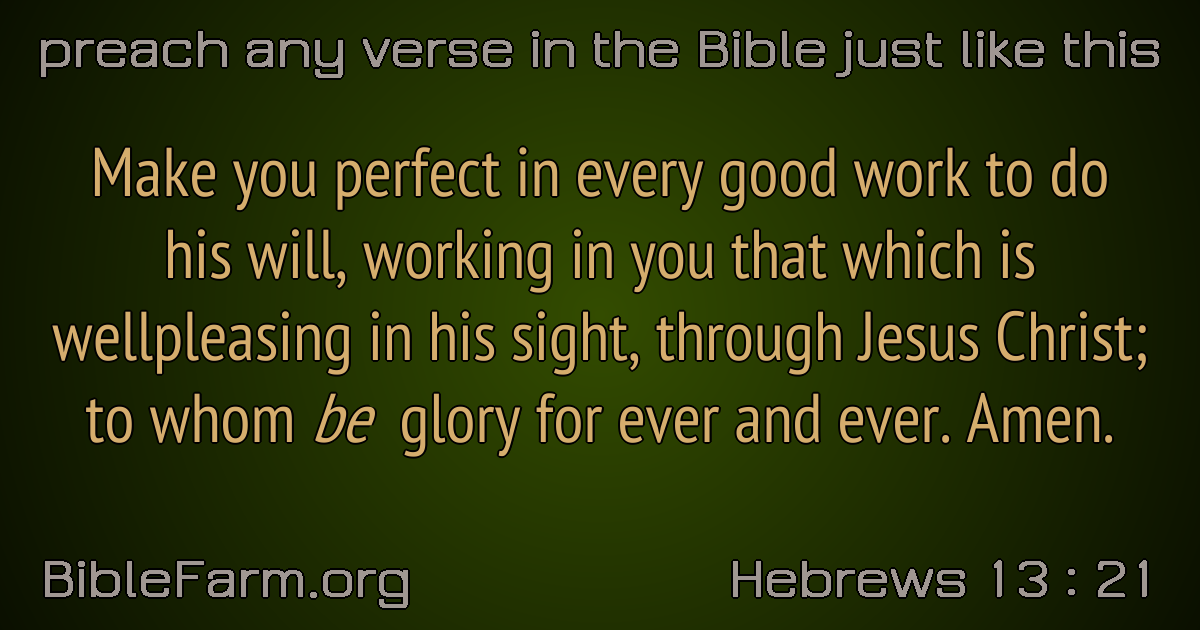 preach any verse in the Bible just like this
Make you perfect in every good work to do
his will, working in you that which is
wellpleasing in his sight, through Jesus Christ;
to whom be glory for ever and ever. Amen.
BibleFarm.org
Hebrews 13 : 21